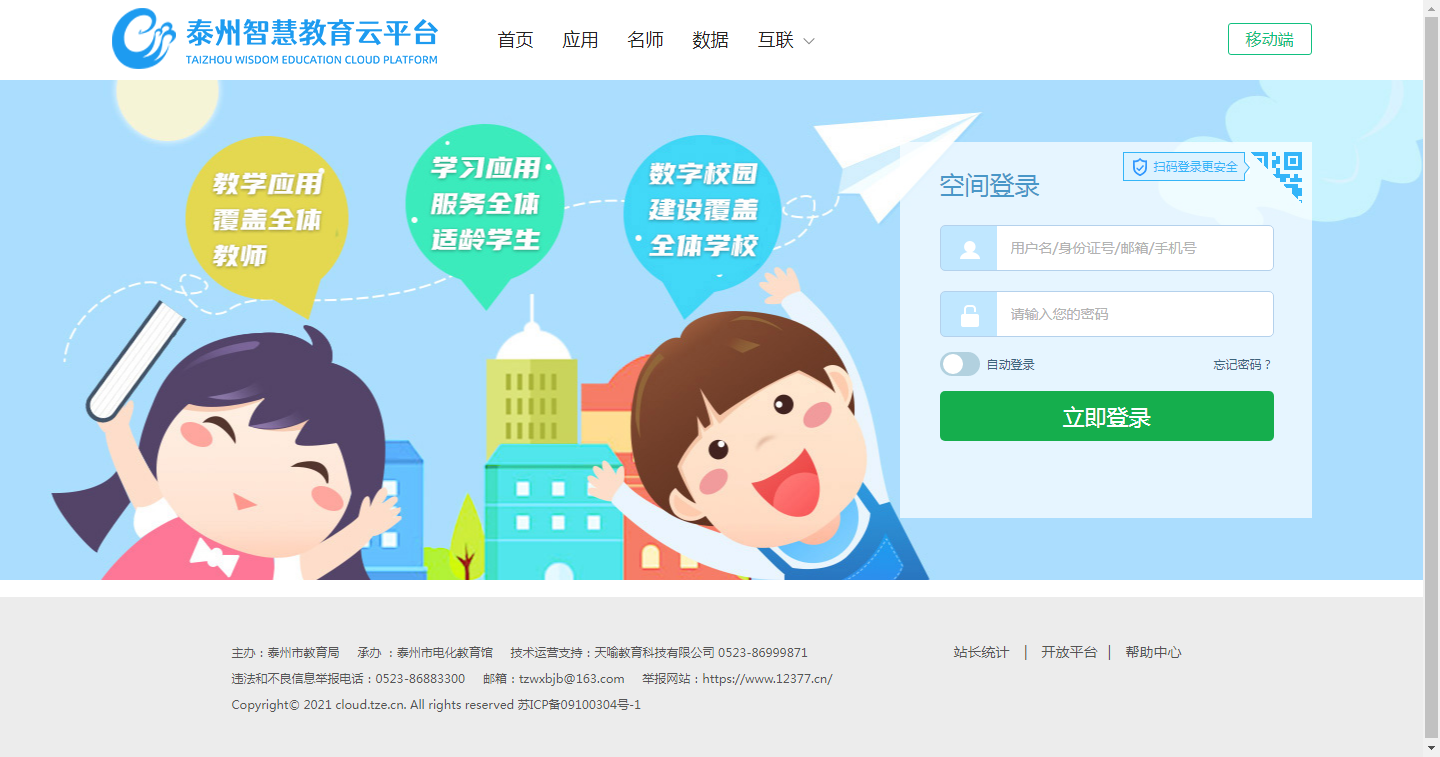 泰州智慧教育云平台
TAIZHOU WISDOM EDUCATION CLOUD PLATFORM
首页 应用 名师 数据 互联
移动端
教学应用
覆盖全体
教师
学习应用
服务全体
适龄学生
数字校园
建设覆盖
全体学校
扫码登录更安全
空间登录
用户名/身份证号/邮箱/手机号
请输入您的密码
自动登录 忘记密码？
立即登录
主办：泰州市教育局 承办 ：泰州市电化教育馆 技术运营支持：天喻教育科技有限公司 0523-86999871
违法和不良信息举报电话：0523-86883300 邮箱：tzwxbjb@163.com 举报网站：https://www.12377.cn/
Copyright© 2021 cloud.tze.cn. All rights reserved 苏ICP备09100304号-1
站长统计 | 开放平台 | 帮助中心